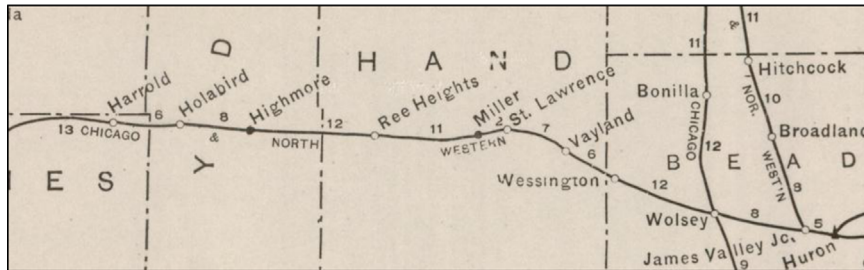 la
11
&
11
D
H A N D
Hitchcock
Harrold
Holabird
Highmore
Ree Heights
Miller
St. Lawrence
Bonilla
CHICAGO
1 NOR.
10
6
8
2
13 CHICAGO
&
NORTH
12
11
WESTERN
7
Vayland
12
Broadland
I E S
Y
6
B E A D
WEST'N
8
Wessington
12
Wolsey
8
5
James Valley Jc.
Huron
9